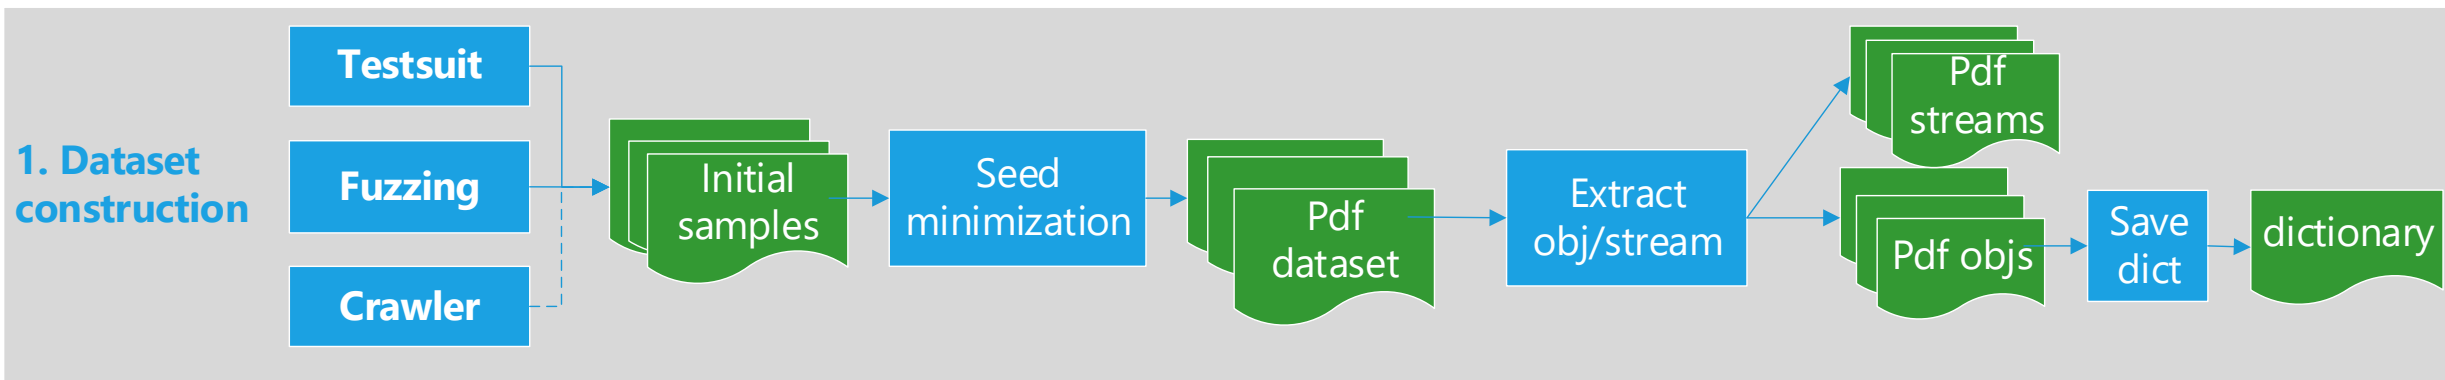 1. Dataset
construction
Testsuit
Fuzzing
Crawler
Initial
samples
Seed
minimization
Pdf
dataset
Extract
obj/stream
Pdf
streams
Pdf objs
Save
dict
dictionary